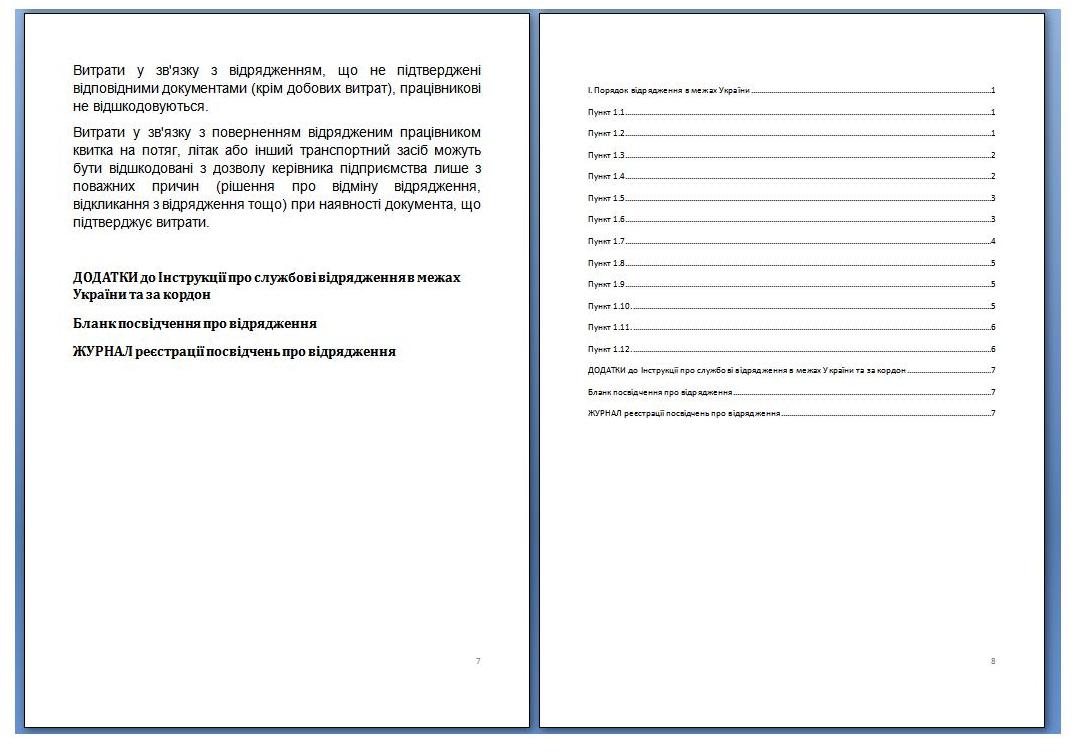 Витрати у зв'язку з відрядженням, що не підтверджені
відповідними документами (крім добових витрат), працівникові
не відшкодовуються.
Витрати у зв'язку з поверненням відрядженим працівником
квитка на потяг, літак або інший транспортний засіб можуть
бути відшкодовані з дозволу керівника підприємства лише з
поважних причин (рішення про відміну відрядження,
відкликання з відрядження тощо) при наявності документа, що
підтверджує витрати.
ДОДАТКИ до Інструкції про службові відрядження в межах
України та за кордон
Бланк посвідчення про відрядження
ЖУРНАЛ реєстрації посвідчень про відрядження
7
І. Порядок відрядження в межах України 1
Пункт 1.1 1
Пункт 1.2 1
Пункт 1.3 2
Пункт 1.4 2
Пункт 1.5 3
Пункт 1.6 3
Пункт 1.7 4
Пункт 1.8 5
Пункт 1.9 5
Пункт 1.10. 5
Пункт 1.11. 6
Пункт 1.12. 6
ДОДАТКИ до Інструкції про службові відрядження в межах України та за кордон 7
Бланк посвідчення про відрядження 7
ЖУРНАЛ реєстрації посвідчень про відрядження 7
8